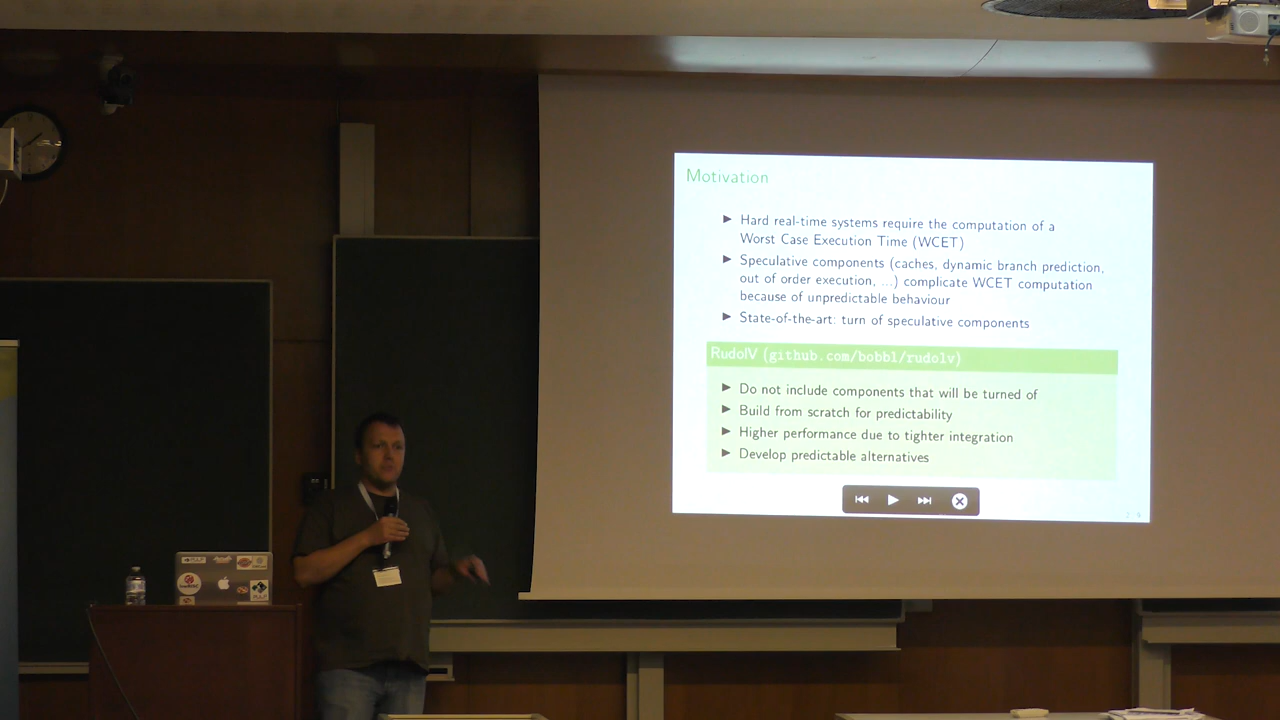 Motivation
▶ Hard real-time systems require the computation of a
Worst Case Execution Time (WCET)
▶ Speculative components (caches, dynamic branch prediction,
out of order execution, ...) complicate WCET computation
because of unpredictable behaviour
▶ State-of-the-art: turn of speculative components
RudolV (github.com/bobbl/rudolv)
▶ Do not include components that will be turned of
▶ Build from scratch for predictability
▶ Higher performance due to tighter integration
▶ Develop predictable alternatives